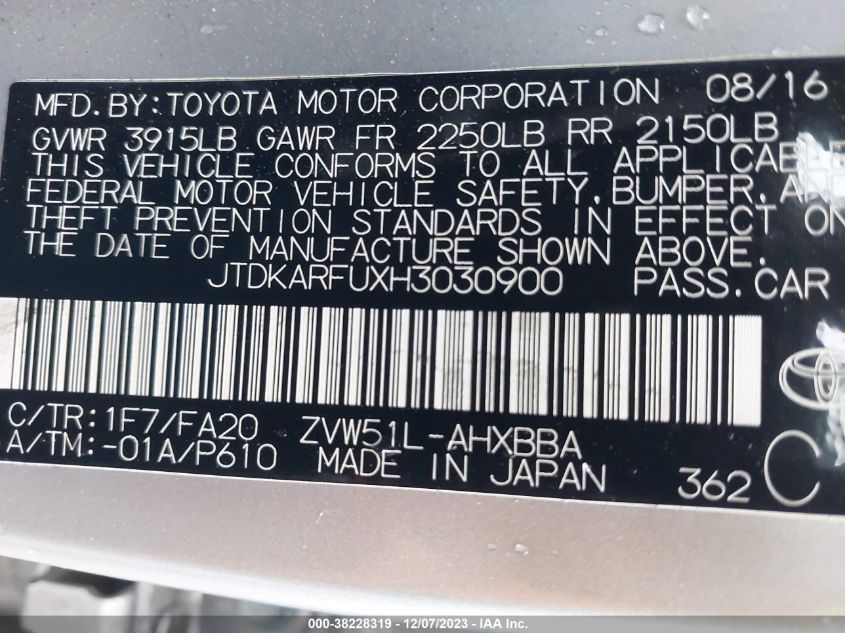 MFD.BY:TOYOTA MOTOR CORPORATION 08/16
GVWR 3915LB GAWR FR 2250LB RR 2150LB
THIS VEHICLE CONFORMS TO ALL APPLICABLE
FEDERAL MOTOR VEHICLE SAFETY,BUMPER,AND
THEFT PREVENTION STANDARDS IN EFFECT ON
THE DATE OF MANUFACTURE SHOWN ABOVE.
JTDKARFUXH3030900 PASS.CAR
C/TR:1F7/FA20 ZVW51L-AHXBBA
A/TM:-01A/P610 MADE IN JAPAN 362 C
000-38228319 - 12/07/2023 - IAA Inc.